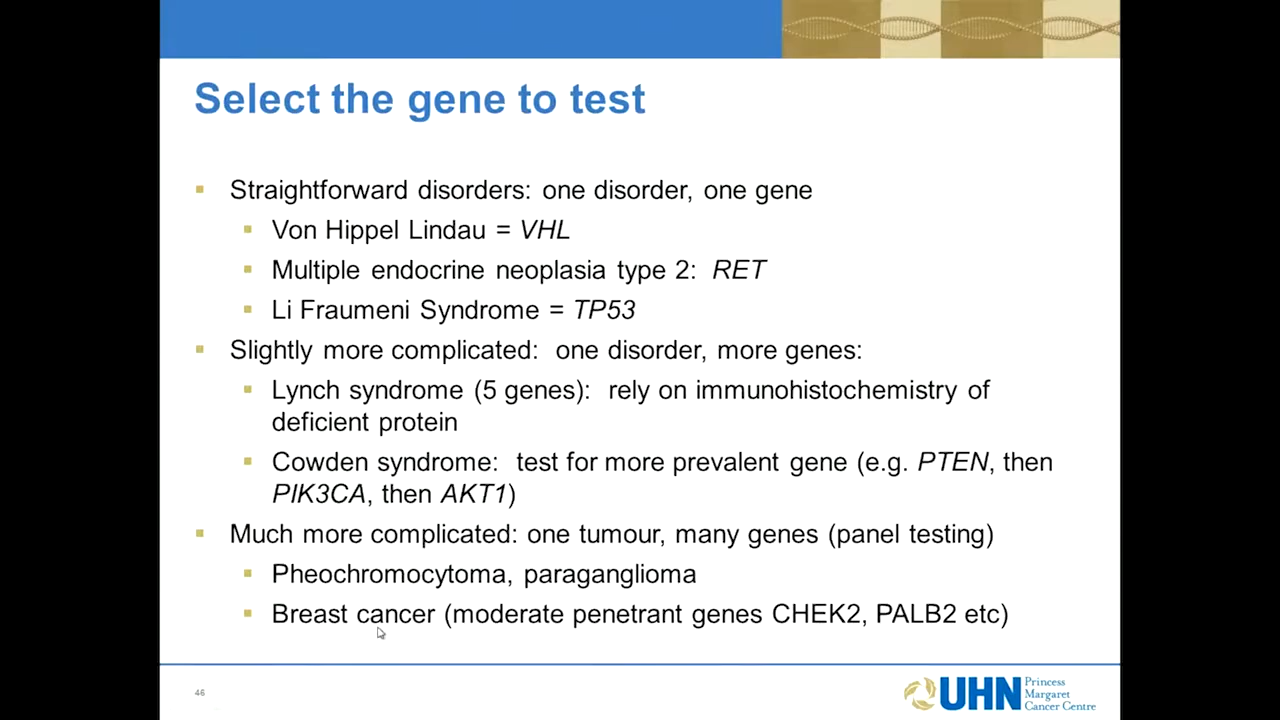 Select the gene to test
Straightforward disorders: one disorder, one gene
Von Hippel Lindau = VHL
Multiple endocrine neoplasia type 2: RET
Li Fraumeni Syndrome = TP53
Slightly more complicated: one disorder, more genes:
Lynch syndrome (5 genes): rely on immunohistochemistry of
deficient protein
Cowden syndrome: test for more prevalent gene (e.g. PTEN, then
PIK3CA, then AKT1)
Much more complicated: one tumour, many genes (panel testing)
Pheochromocytoma, paraganglioma
Breast cancer (moderate penetrant genes CHEK2, PALB2 etc)
46
UHN
Princess
Margaret
Cancer Centre